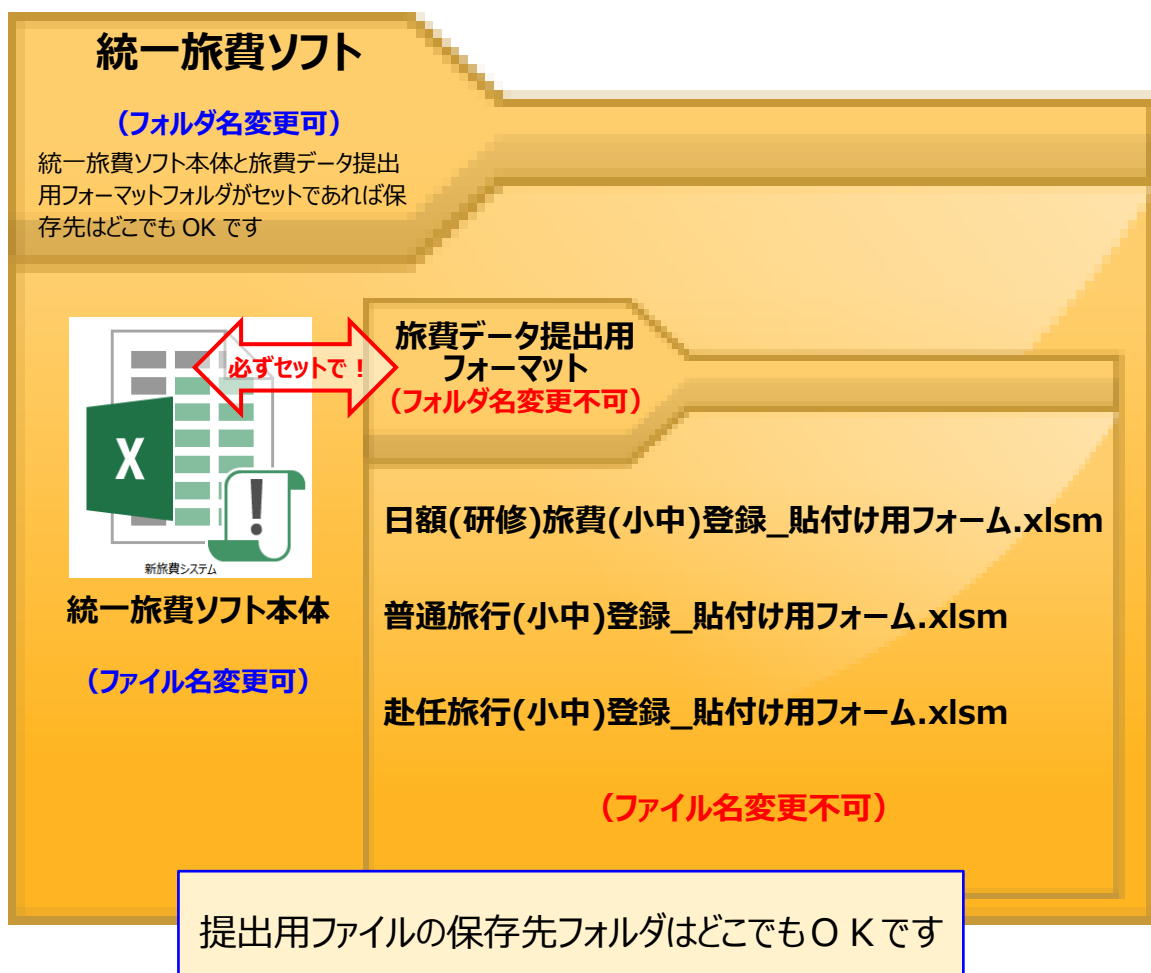 統一旅費ソフト
（フォルダ名変更可）
統一旅費ソフト本体と旅費データ提出
用フォーマットフォルダがセットであれば保
存先はどこでも OK です
必ずセットで！
旅費データ提出用
フォーマット
（フォルダ名変更不可）
X
新旅費システム
統一旅費ソフト本体
（ファイル名変更可）
日額(研修)旅費(小中)登録_貼付け用フォーム.xlsm
普通旅行(小中)登録_貼付け用フォーム.xlsm
赴任旅行(小中)登録_貼付け用フォーム.xlsm
（ファイル名変更不可）
提出用ファイルの保存先フォルダはどこでもＯＫです